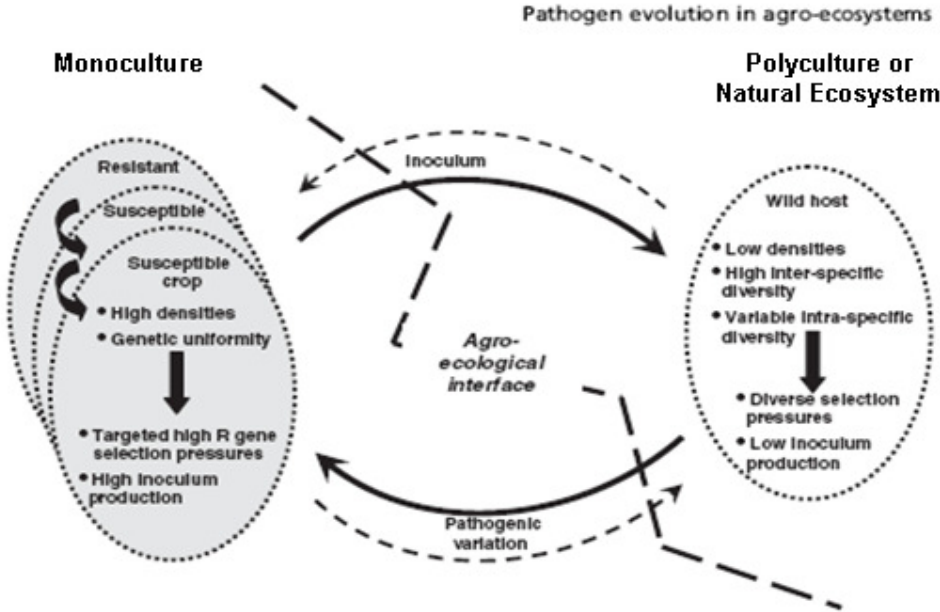 Pathogen evolution in agro-ecosystems
Monoculture
Polyculture or
Natural Ecosystem
Resistant
Susceptible
Susceptible
crop
• High densities
• Genetic uniformity
• Targeted high R gene
selection pressures
• High inoculum
production
Inoculum
Agro-
ecological
interface
Pathogenic
variation
Wild host
• Low densities
• High inter-specific
diversity
• Variable intra-specific
diversity
• Diverse selection
pressures
• Low inoculum
production